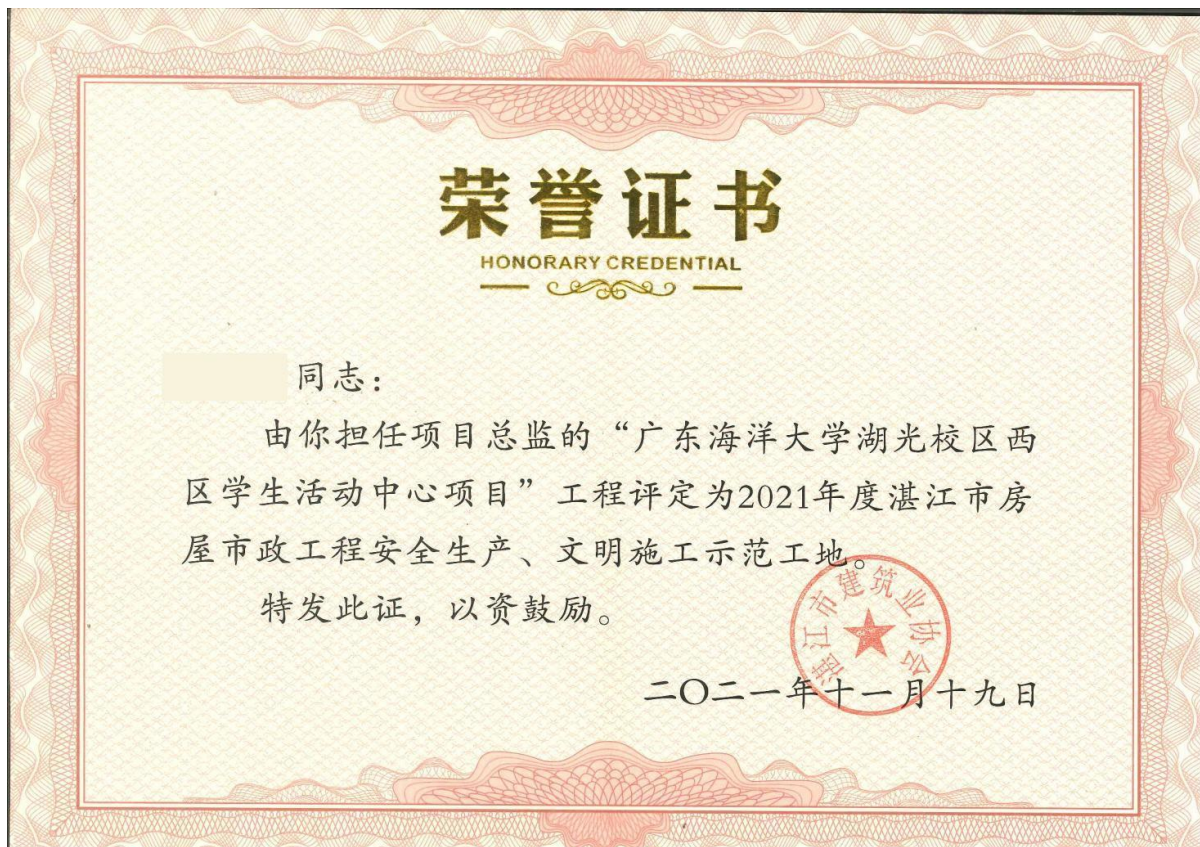 荣誉证书
HONORARY CREDENTIAL
同志：
由你担任项目总监的“广东海洋大学湖光校区西
区学生活动中心项目”工程评定为2021年度湛江市房
屋市政工程安全生产、文明施工示范工地。
特发此证，以资鼓励。
湛江市建筑业协会
二〇二一年十一月十九日